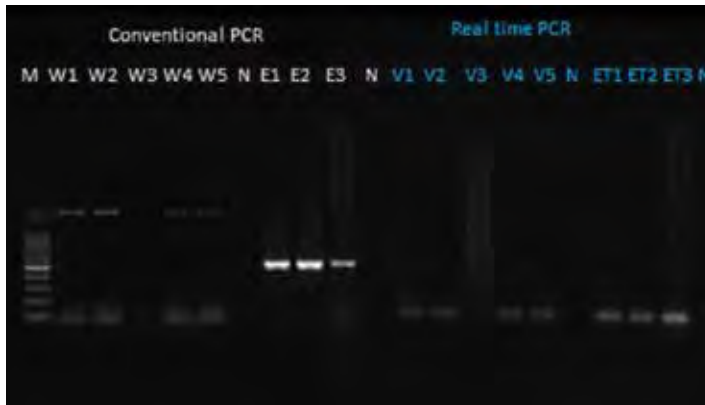 Conventional PCR Real time PCR
M W1 W2 W3 W4 W5 N E1 E2 E3 N V1 V2 V3 V4 V5 N ET1 ET2 ET3 N